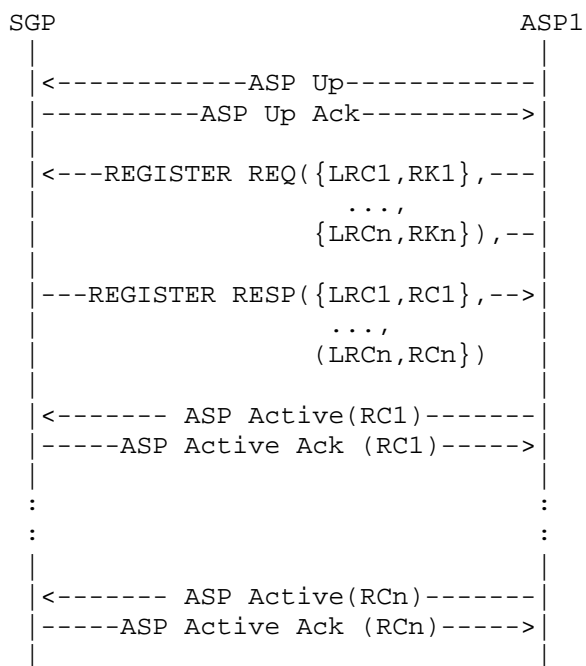 SGP                             ASP1
|                               |
|<------------ASP Up------------|
|----------ASP Up Ack---------->|
|                               |
|<---REGISTER REQ({LRC1,RK1},---|
|                   ...,        |
|                 {LRCn,RKn}),--|
|                               |
|---REGISTER RESP({LRC1,RC1},-->|
|                  ...,         |
|                 (LRCn,RCn})   |
|                               |
|<------- ASP Active(RC1)-------|
|-----ASP Active Ack (RC1)----->|
|                               |
:                               :
:                               :
|                               |
|<------- ASP Active(RCn)-------|
|-----ASP Active Ack (RCn)----->|
|                               |